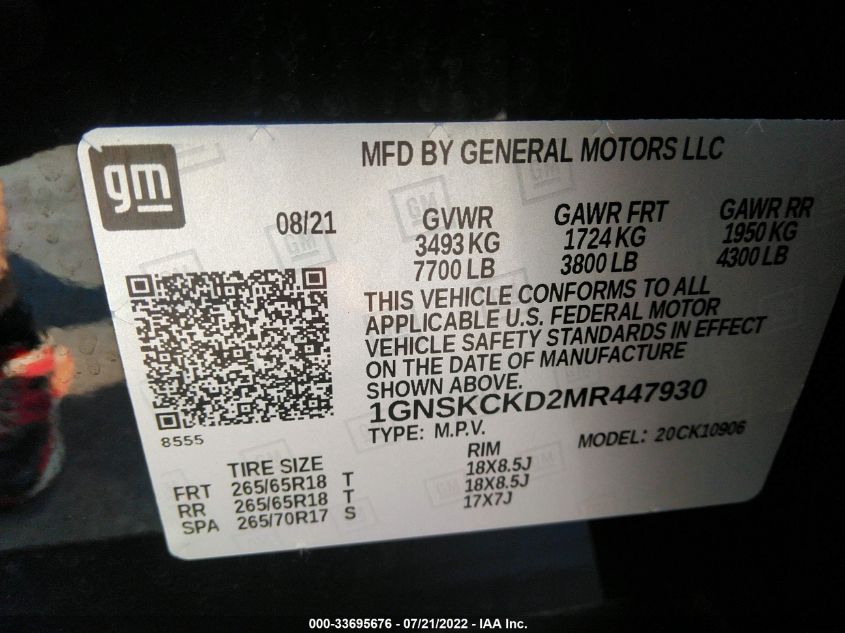 gm
MFD BY GENERAL MOTORS LLC
08/21
GVWR GAWR FRT GAWR RR
3493 KG 1724 KG 1950 KG
7700 LB 3800 LB 4300 LB
THIS VEHICLE CONFORMS TO ALL
APPLICABLE U.S. FEDERAL MOTOR
VEHICLE SAFETY STANDARDS IN EFFECT
ON THE DATE OF MANUFACTURE
SHOWN ABOVE.
1GNSKCKD2MR447930
8555
TYPE: M.P.V. MODEL: 20CK10906
TIRE SIZE RIM
FRT 265/65R18 T 18X8.5J
RR 265/65R18 T 18X8.5J
SPA 265/70R17 S 17X7J
000-33695676 - 07/21/2022 - IAA Inc.